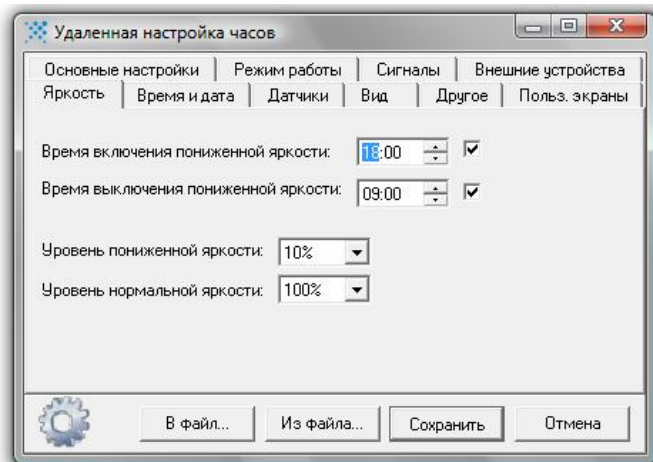 Удаленная настройка часов
Основные настройки Режим работы Сигналы Внешние устройства
Яркость Время и дата Датчики Вид Другое Польз. экраны
Время включения пониженной яркости: 18:00
Время выключения пониженной яркости: 09:00
Уровень пониженной яркости: 10%
Уровень нормальной яркости: 100%
В файл... Из файла... Сохранить Отмена